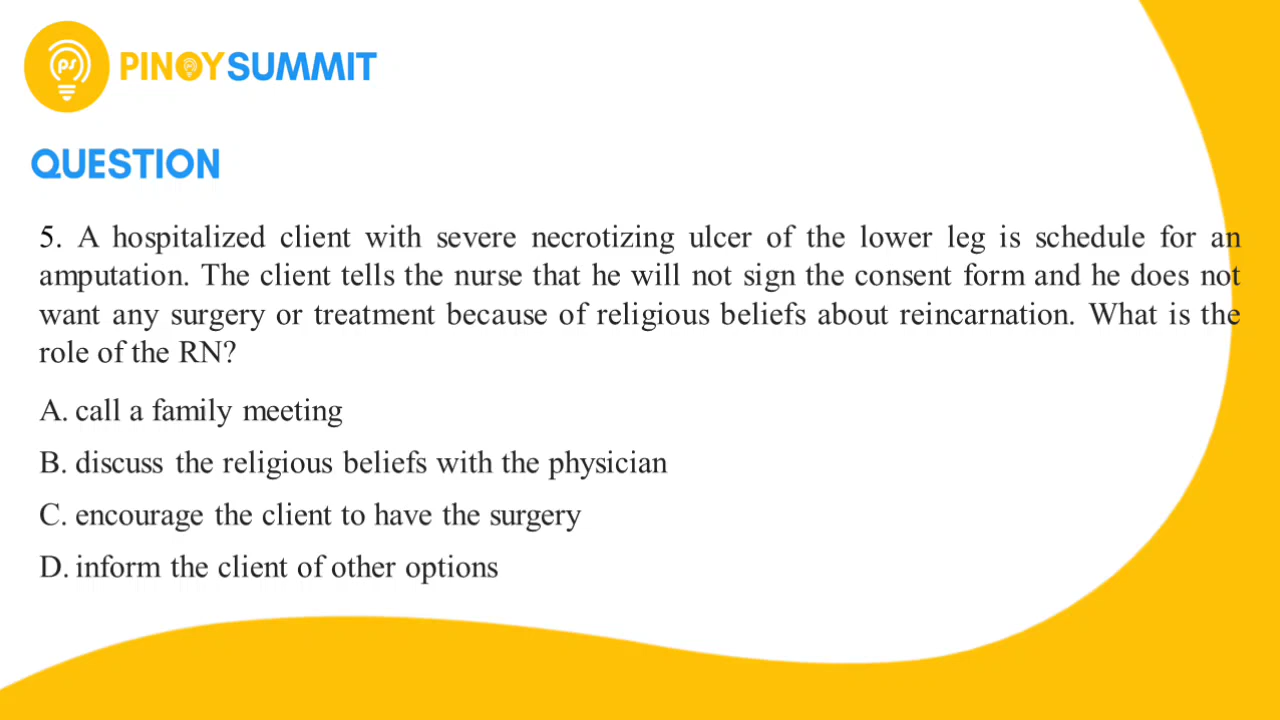 ps
PINOYSUMMIT
QUESTION
5. A hospitalized client with severe necrotizing ulcer of the lower leg is schedule for an
amputation. The client tells the nurse that he will not sign the consent form and he does not
want any surgery or treatment because of religious beliefs about reincarnation. What is the
role of the RN?
A. call a family meeting
B. discuss the religious beliefs with the physician
C. encourage the client to have the surgery
D. inform the client of other options